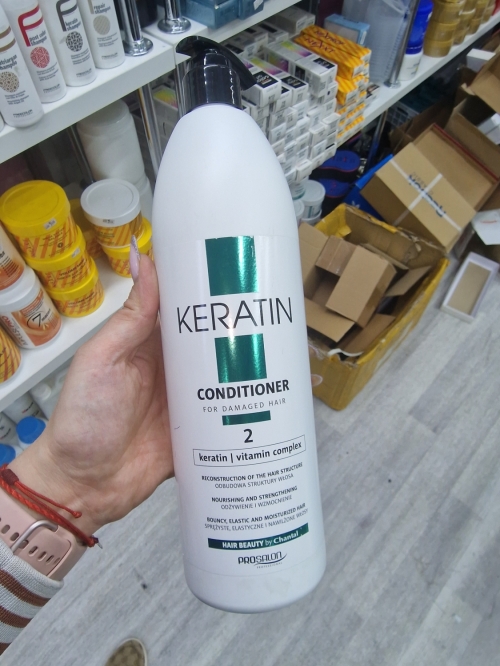 KERATIN
CONDITIONER
FOR DAMAGED HAIR
2
keratin | vitamin complex
RECONSTRUCTION OF THE HAIR STRUCTURE
ODBUDOWA STRUKTURY WŁOSA
NOURISHING AND STRENGTHENING
ODŻYWIENIE I WZMOCNIENIE
BOUNCY, ELASTIC AND MOISTURIZED HAIR
SPRĘŻYSTE, ELASTYCZNE I NAWILŻONE WŁOSY
HAIR BEAUTY by Chantal
PROSALON